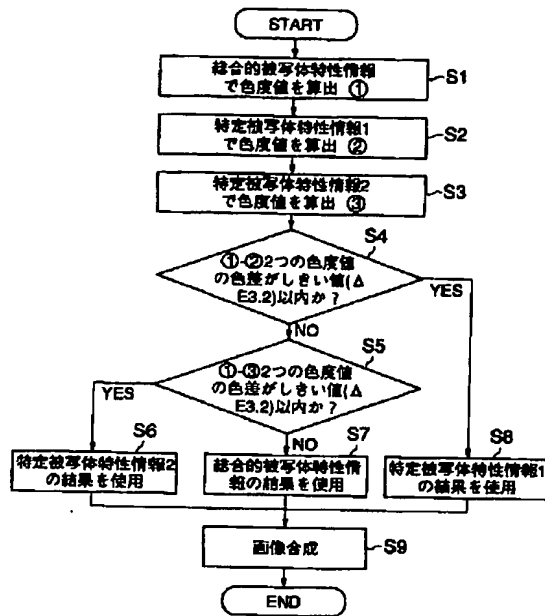 START
総合的被写体特性情報
で色度値を算出 ①
S1
特定被写体特性情報1
で色度値を算出 ②
S2
特定被写体特性情報2
で色度値を算出 ③
S3
S4
①-②2つの色度値
の色差がしきい値(Δ
E3.2)以内か?
YES
NO
S5
①-③2つの色度値
の色差がしきい値(Δ
E3.2)以内か?
YES
NO
S6
特定被写体特性情報2
の結果を使用
S7
総合的被写体特性情
報の結果を使用
S8
特定被写体特性情報1
の結果を使用
画像合成
S9
END